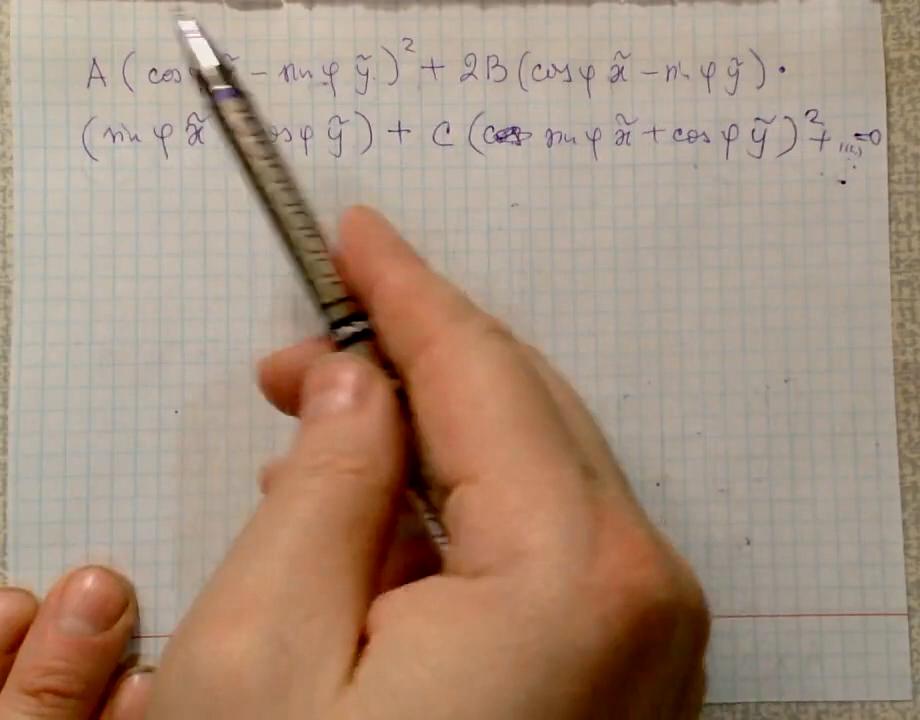 A ( cos x̃ − sin φ ỹ )² + 2B ( cos φ x̃ − sin φ ỹ ) ·
( sin φ x̃ cos φ ỹ ) + C ( sin φ x̃ + cos φ ỹ )² + ... = 0